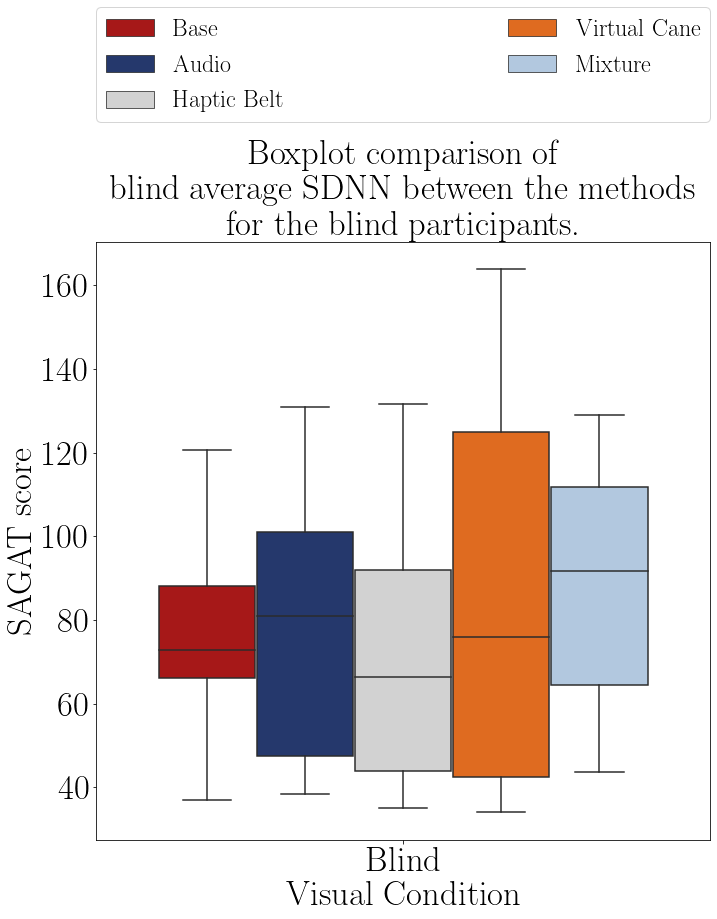 Base
Audio
Haptic Belt
Virtual Cane
Mixture
Boxplot comparison of
blind average SDNN between the methods
for the blind participants.
SAGAT score
160
140
120
100
80
60
40
Blind
Visual Condition